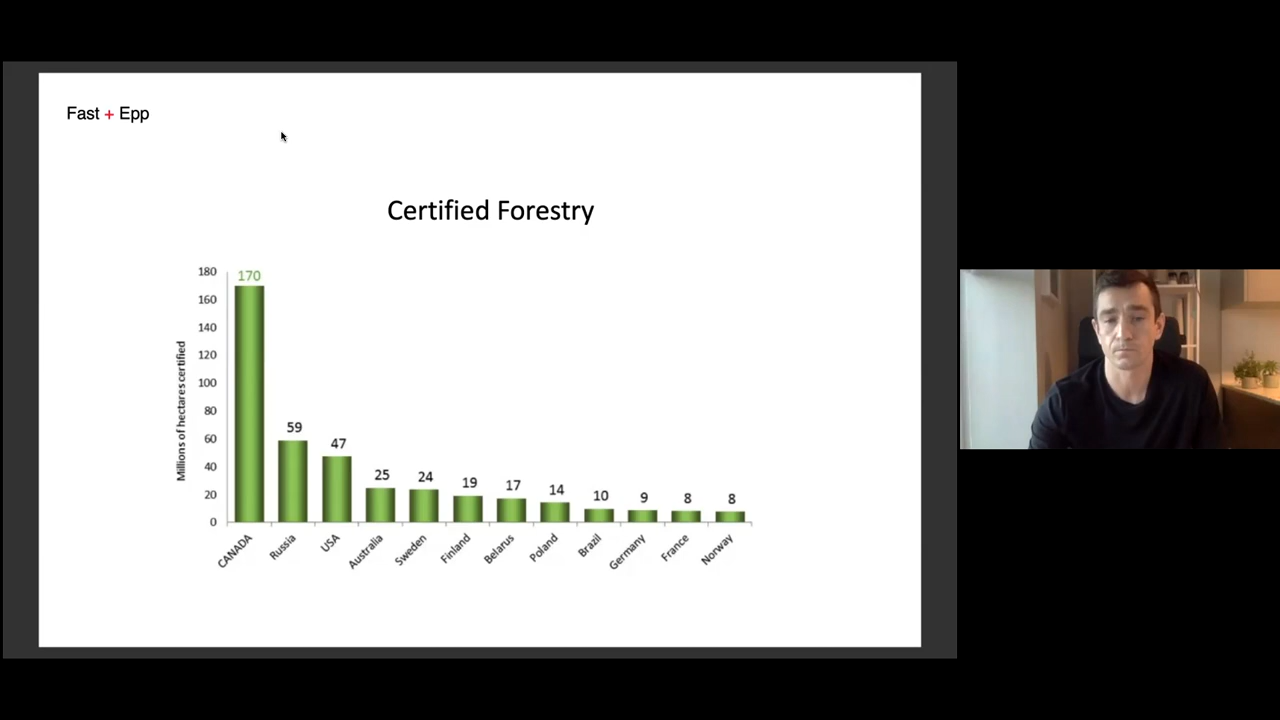 Fast + Epp
Certified Forestry
Millions of hectares certified
180
160
140
120
100
80
60
40
20
0
170
59
47
25
24
19
17
14
10
9
8
8
CANADA
Russia
USA
Australia
Sweden
Finland
Belarus
Poland
Brazil
Germany
France
Norway